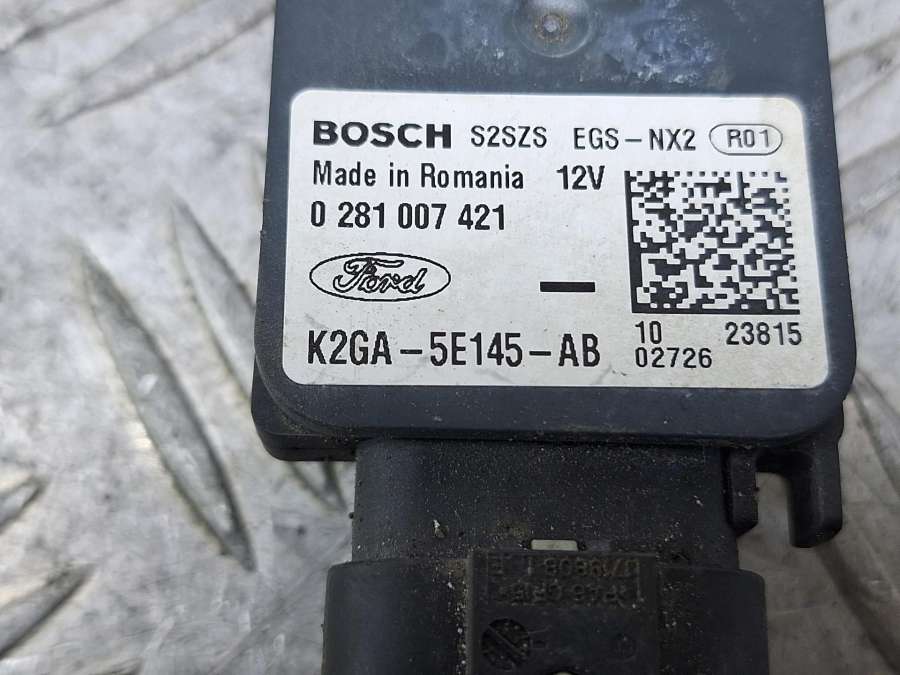 BOSCH S2SZS EGS-NX2 R01
Made in Romania 12V
0 281 007 421
Ford
K2GA-5E145-AB
10 23815
02726